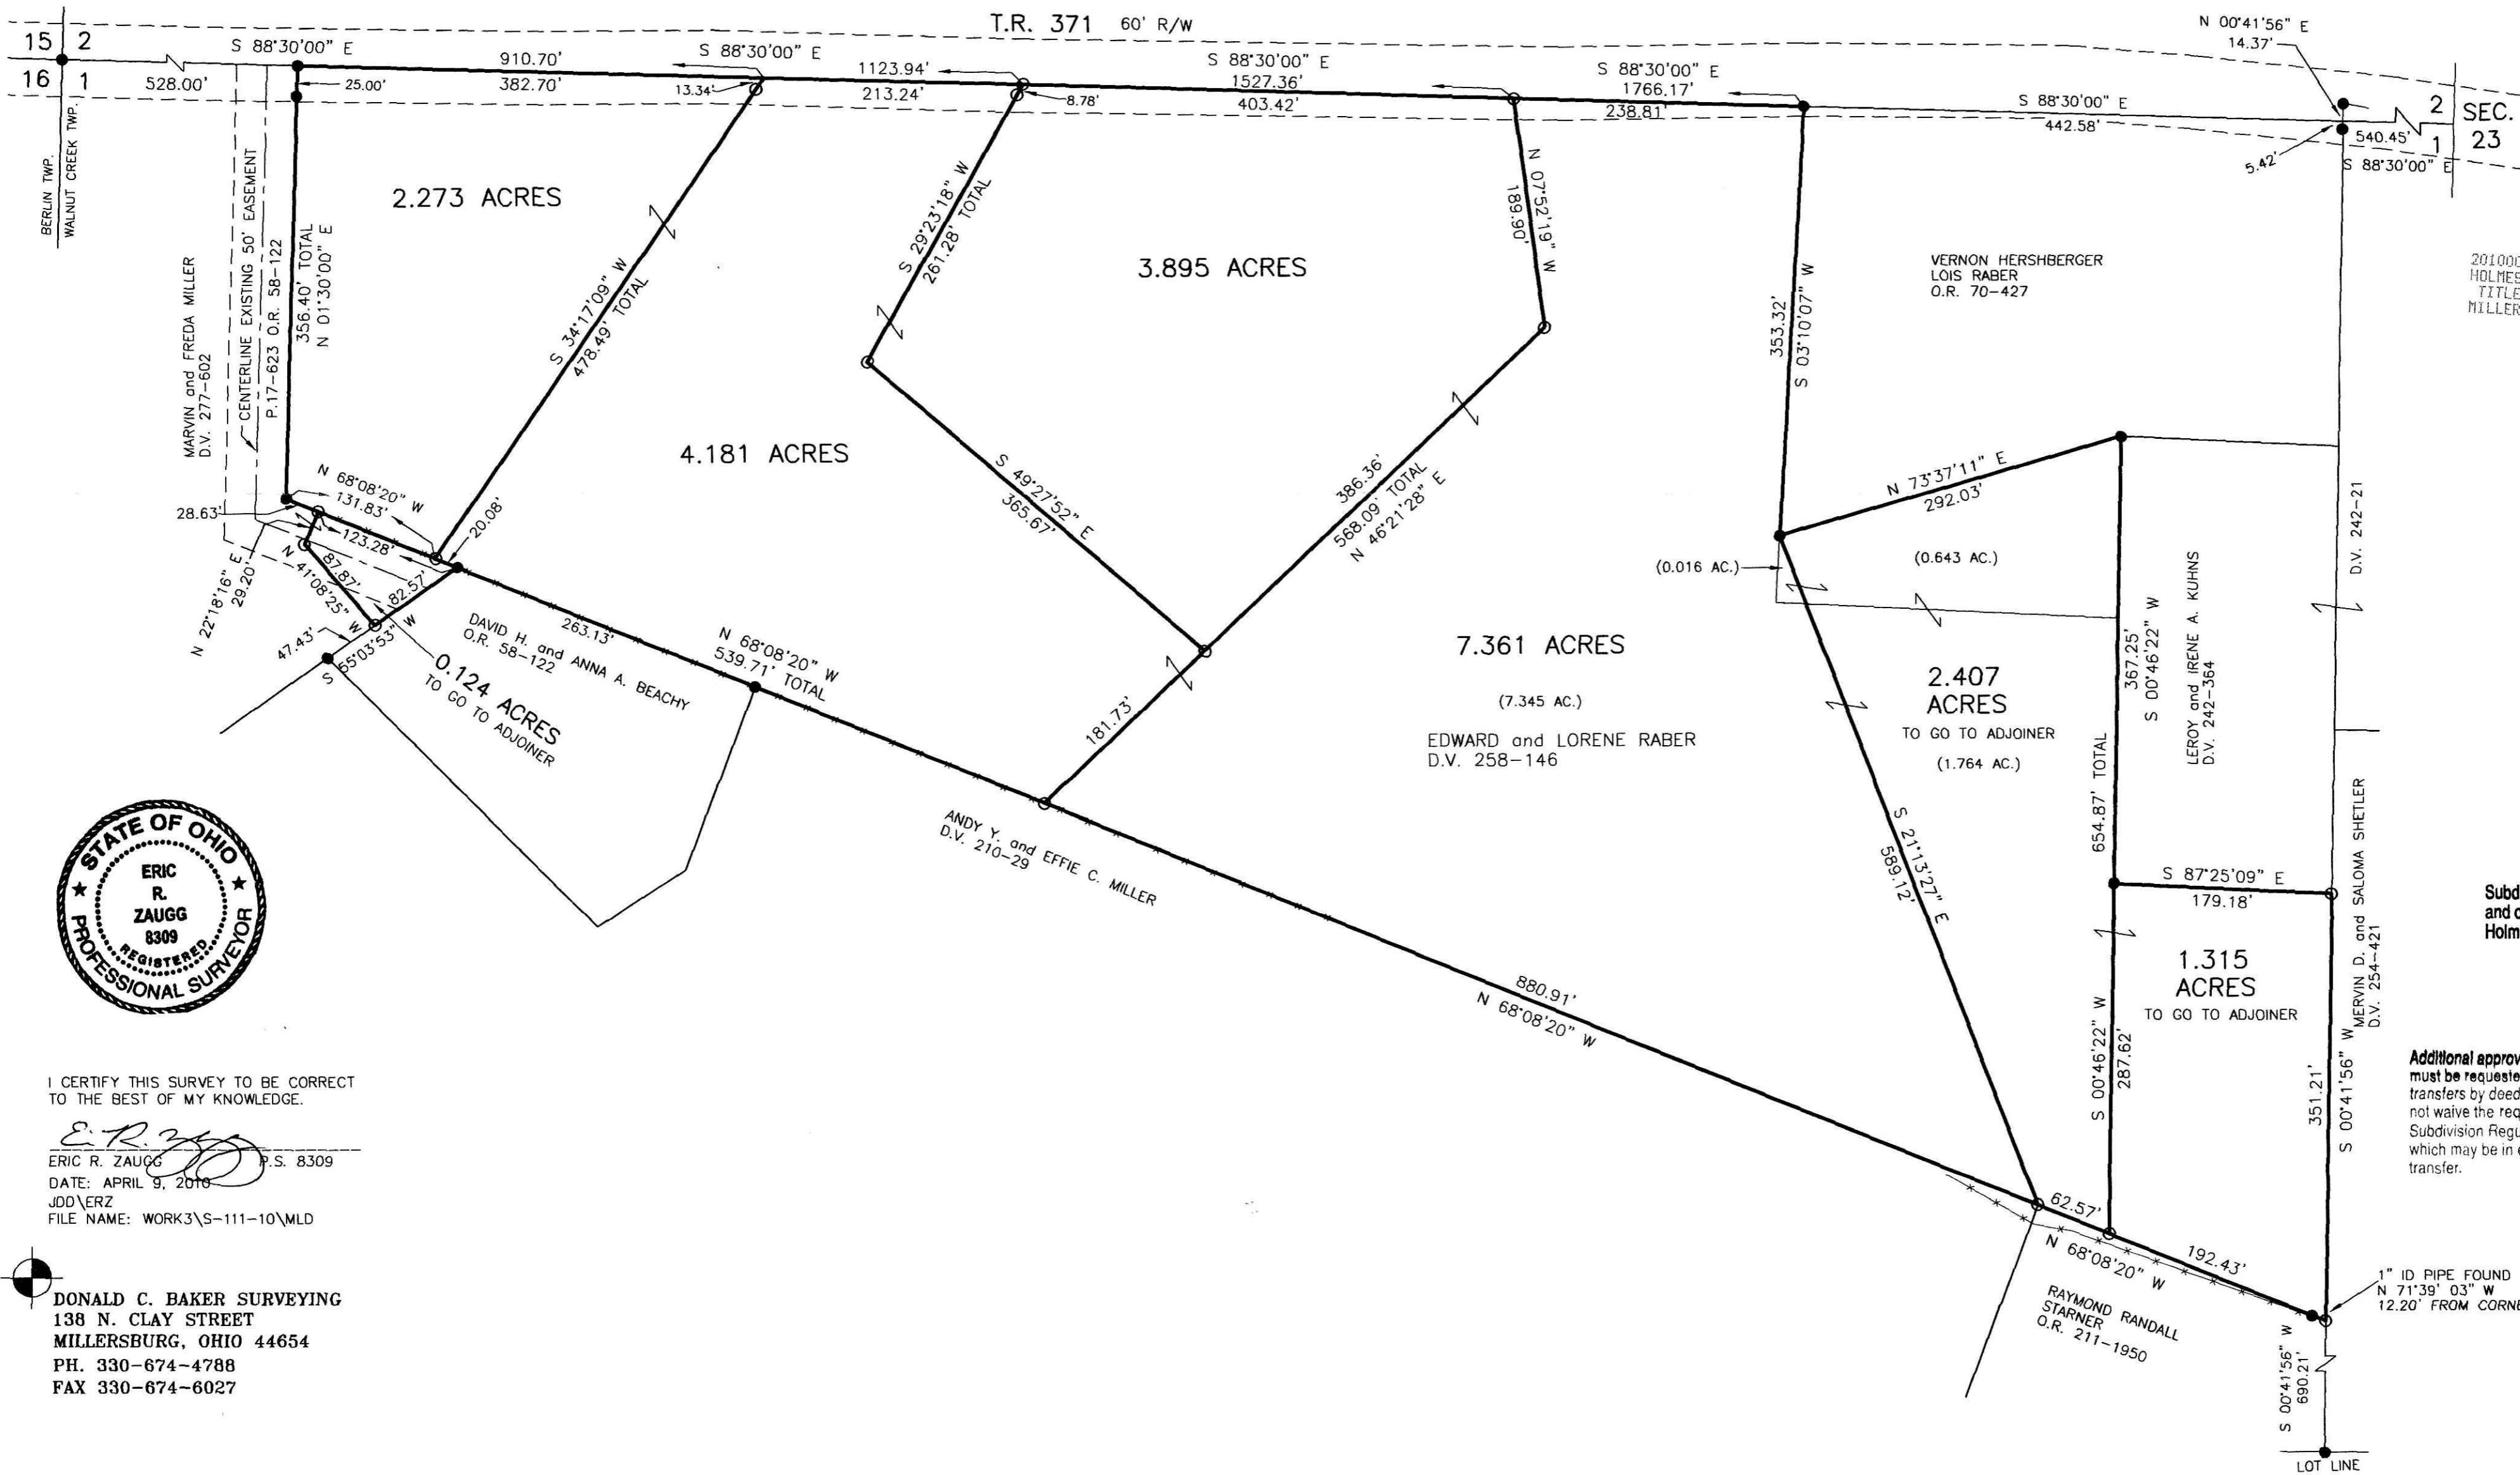 T.R. 371 60' R/W
15 2
16 1
BERLIN TWP.
WALNUT CREEK TWP.
528.00'
S 88°30'00" E
910.70'
25.00'
382.70'
S 88°30'00" E
1123.94'
13.34'
213.24'
8.78'
S 88°30'00" E
1527.36'
403.42'
S 88°30'00" E
1766.17'
238.81'
S 88°30'00" E
442.58'
N 00°41'56" E
14.37'
5.42'
540.45'
S 88°30'00" E
2 SEC.
1 23
MARVIN and FREDA MILLER
D.V. 277-602
CENTERLINE EXISTING 50' EASEMENT
P.17-623 O.R. 58-122
356.40' TOTAL
N 01°30'00" E
2.273 ACRES
S 34°17'09" W
478.49' TOTAL
S 29°23'18" W
261.28' TOTAL
3.895 ACRES
N 07°52'19" W
189.90'
353.32'
S 03°10'07" W
VERNON HERSHBERGER
LOIS RABER
O.R. 70-427
HOLMES
TITLE
MILLER
4.181 ACRES
S 49°27'52" E
365.67'
386.36'
568.09' TOTAL
N 46°21'28" E
181.73'
N 68°08'20" W
131.83'
28.63'
123.28'
20.08'
N 22°18'16" E
29.20'
N 41°08'25" W
87.87'
82.57'
47.43'
S 55°03'53" W
0.124 ACRES
TO GO TO ADJOINER
DAVID H. and ANNA A. BEACHY
O.R. 58-122
263.13'
N 68°08'20" W
539.71' TOTAL
ANDY Y. and EFFIE C. MILLER
D.V. 210-29
880.91'
N 68°08'20" W
7.361 ACRES
(7.345 AC.)
EDWARD and LORENE RABER
D.V. 258-146
(0.016 AC.)
N 73°37'11" E
292.03'
(0.643 AC.)
2.407
ACRES
TO GO TO ADJOINER
(1.764 AC.)
S 21°13'27" E
589.12'
367.25'
S 00°46'22" W
654.87' TOTAL
LEROY and IRENE A. KUHNS
D.V. 242-364
D.V. 242-21
MERVIN D. and SALOMA SHETLER
D.V. 254-421
S 87°25'09" E
179.18'
1.315
ACRES
TO GO TO ADJOINER
S 00°46'22" W
287.62'
351.21'
S 00°41'56" W
62.57'
N 68°08'20" W
192.43'
RAYMOND RANDALL
STARNER
O.R. 211-1950
1" ID PIPE FOUND
N 71°39' 03" W
12.20' FROM CORNE
S 00°41'56" W
690.21'
LOT LINE
Subd
and c
Holm
Additional approv
must be requeste
transfers by deed
not waive the req
Subdivision Regu
which may be in e
transfer.
STATE OF OHIO
ERIC
R.
ZAUGG
8309
REGISTERED
PROFESSIONAL SURVEYOR
I CERTIFY THIS SURVEY TO BE CORRECT
TO THE BEST OF MY KNOWLEDGE.
ERIC R. ZAUGG P.S. 8309
DATE: APRIL 9, 2010
JDD\ERZ
FILE NAME: WORK3\S-111-10\MLD
DONALD C. BAKER SURVEYING
138 N. CLAY STREET
MILLERSBURG, OHIO 44654
PH. 330-674-4788
FAX 330-674-6027